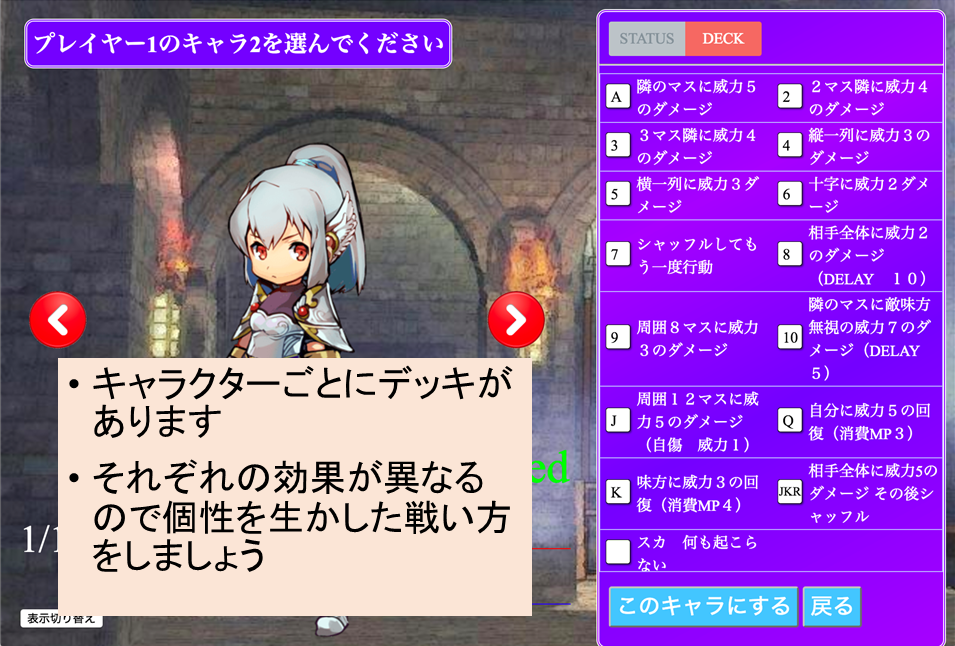 プレイヤー1のキャラ2を選んでください
STATUS
DECK
A
隣のマスに威力５
のダメージ
2
２マス隣に威力４
のダメージ
3
３マス隣に威力４
のダメージ
4
縦一列に威力３の
ダメージ
5
横一列に威力３ダ
メージ
6
十字に威力２ダメ
ージ
7
シャッフルしても
う一度行動
8
相手全体に威力２
のダメージ
（DELAY　１０）
9
周囲８マスに威力
３のダメージ
10
隣のマスに敵味方
無視の威力７のダ
メージ（DELAY
５）
J
周囲１２マスに威
力５のダメージ
（自傷　威力１）
Q
自分に威力５の回
復（消費MP３）
K
味方に威力３の回
復（消費MP４）
JKR
相手全体に威力5の
ダメージ その後シ
ャッフル
スカ　何も起こら
ない
このキャラにする
戻る
• キャラクターごとにデッキが
あります
• それぞれの効果が異なる
ので個性を生かした戦い方
をしましょう
ed
1/1
表示切り替え